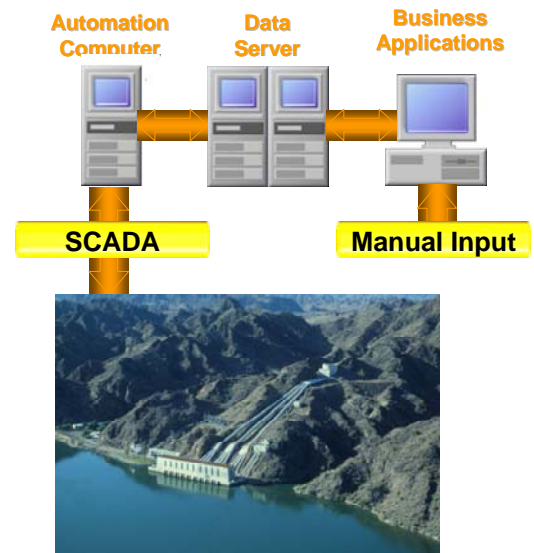 Automation
Computer
Data
Server
Business
Applications
SCADA
Manual Input